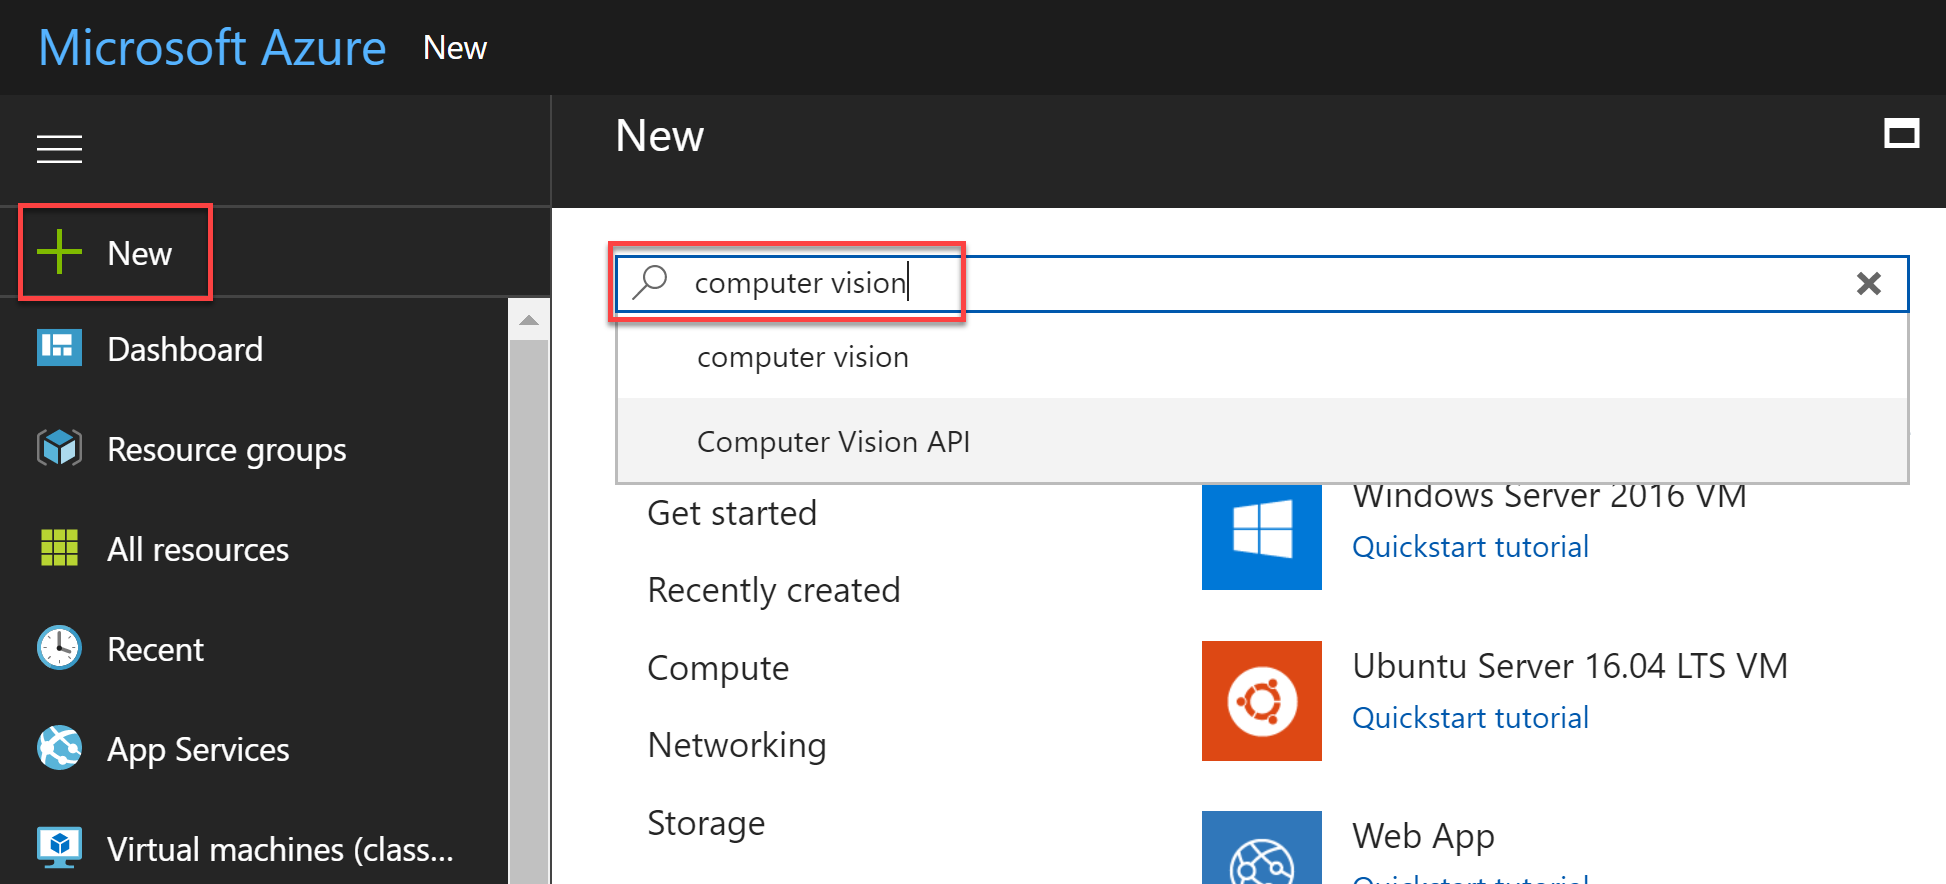 Microsoft Azure New
New
New
Dashboard
Resource groups
All resources
Recent
App Services
Virtual machines (class...
computer vision
computer vision
Computer Vision API
Get started
Recently created
Compute
Networking
Storage
Windows Server 2016 VM
Quickstart tutorial
Ubuntu Server 16.04 LTS VM
Quickstart tutorial
Web App
Quickstart tutorial